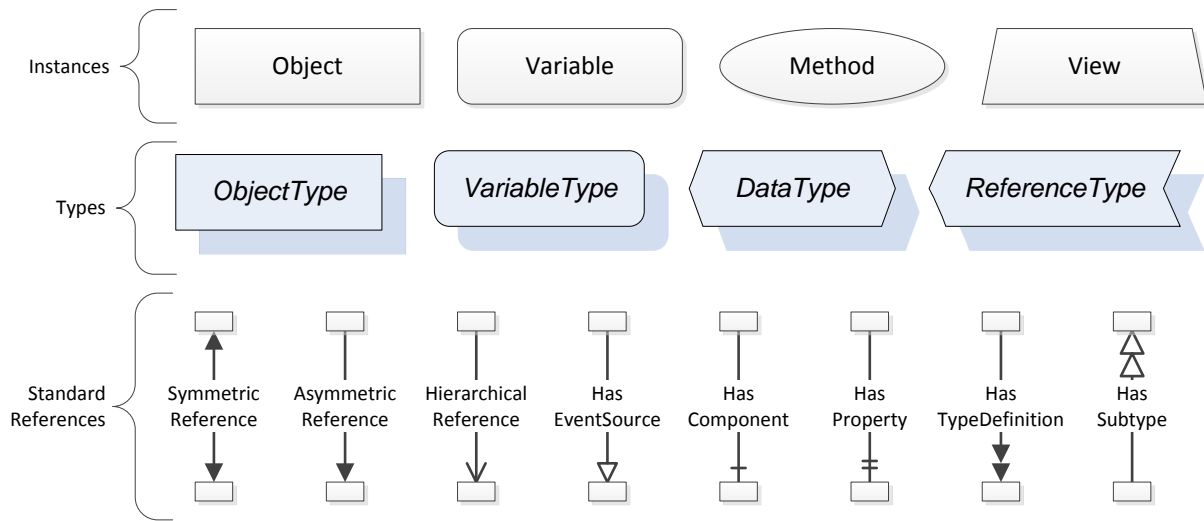 Instances
Object
Variable
Method
View
Types
ObjectType
VariableType
DataType
ReferenceType
Standard
References
Symmetric
Reference
Asymmetric
Reference
Hierarchical
Reference
Has
EventSource
Has
Component
Has
Property
Has
TypeDefinition
Has
Subtype